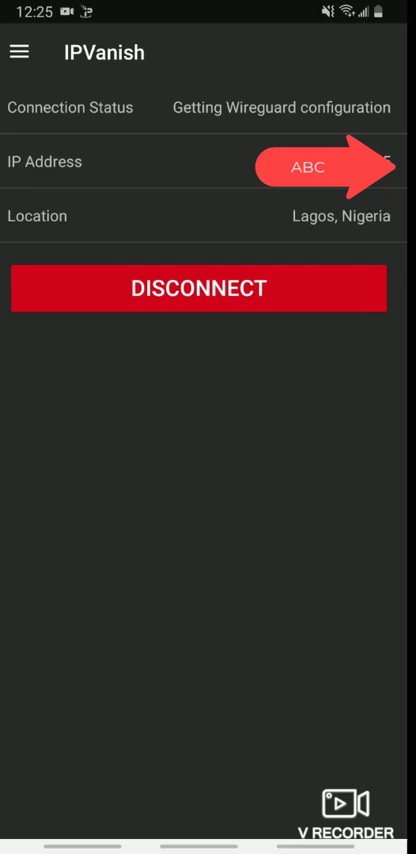 12:25
IPVanish
Connection Status Getting Wireguard configuration
IP Address ABC
Location Lagos, Nigeria
DISCONNECT
V RECORDER